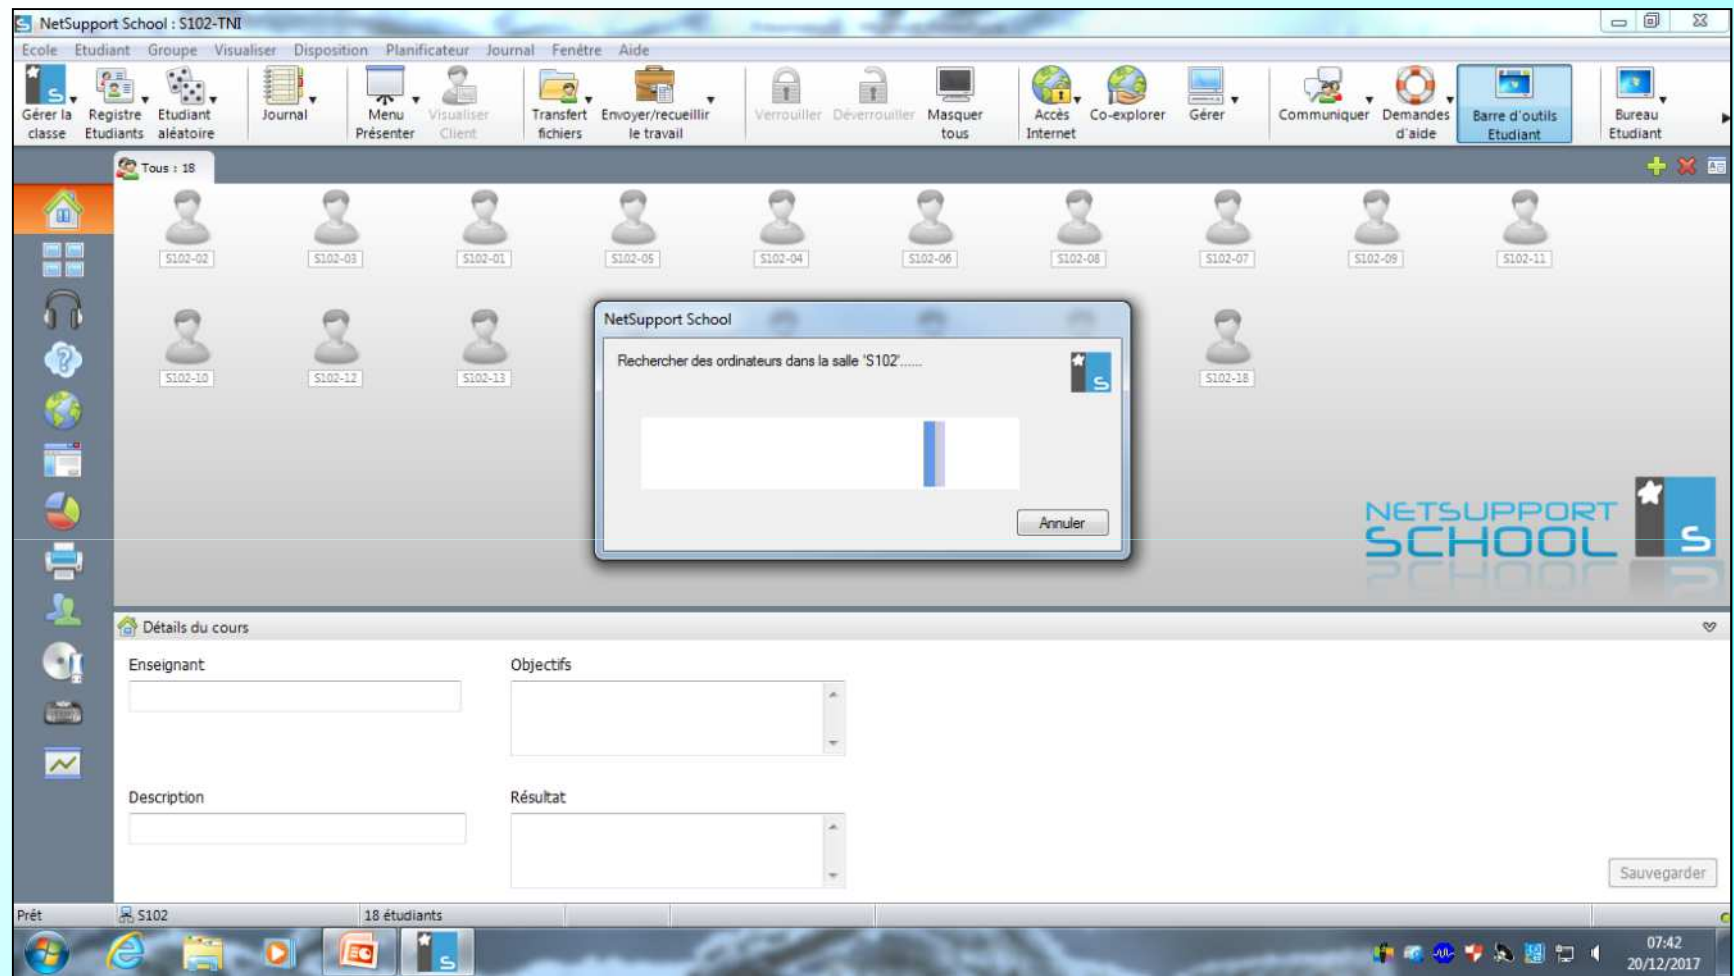 NetSupport School : S102-TNI
Ecole Etudiant Groupe Visualiser Disposition Planificateur Journal Fenêtre Aide
Gérer la classe
Registre Etudiants
Etudiant aléatoire
Journal
Menu Présenter
Visualiser Client
Transfert fichiers
Envoyer/recueillir le travail
Verrouiller
Déverrouiller
Masquer tous
Accès Internet
Co-explorer
Gérer
Communiquer
Demandes d'aide
Barre d'outils Etudiant
Bureau Etudiant
Tous : 18
S102-02 S102-03 S102-01 S102-05 S102-04 S102-06 S102-08 S102-07 S102-09 S102-11
S102-10 S102-12 S102-13 S102-18
NetSupport School
Rechercher des ordinateurs dans la salle 'S102'......
Annuler
NETSUPPORT
SCHOOL
Détails du cours
Enseignant
Objectifs
Description
Résultat
Sauvegarder
Prêt S102 18 étudiants
07:42
20/12/2017